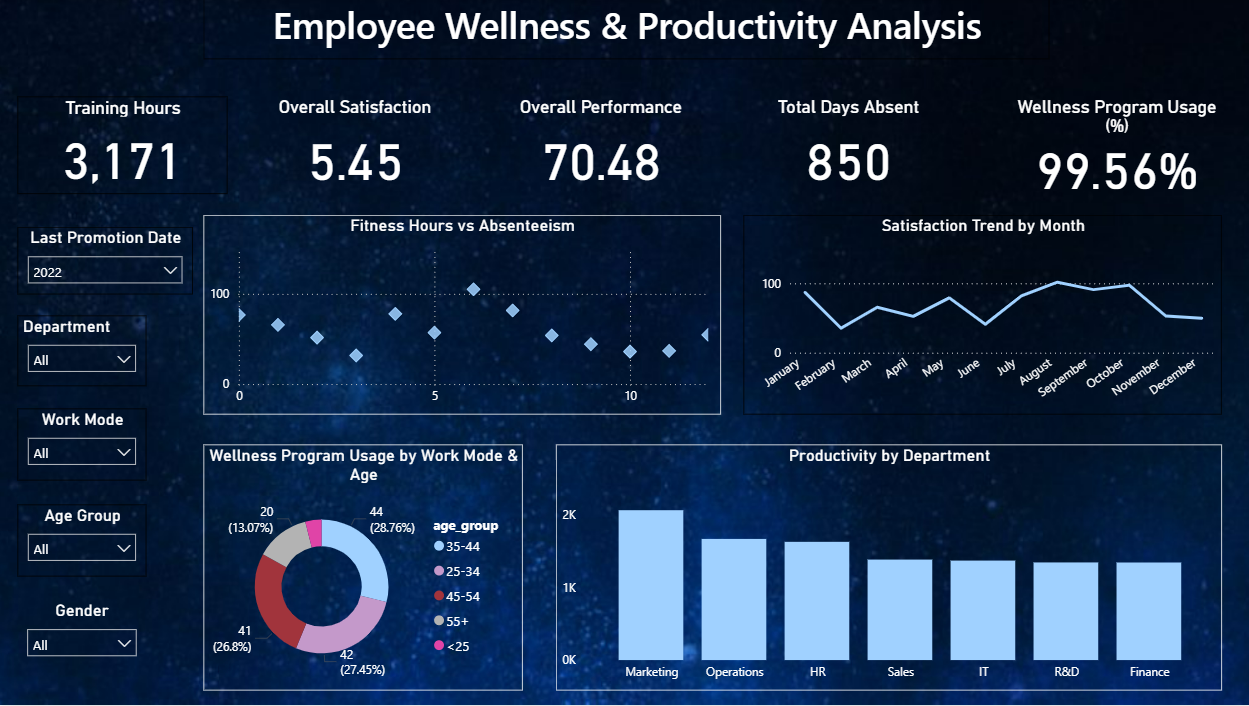 Employee Wellness & Productivity Analysis
Training Hours
3,171
Overall Satisfaction
5.45
Overall Performance
70.48
Total Days Absent
850
Wellness Program Usage
(%)
99.56%
Last Promotion Date
2022
Department
All
Work Mode
All
Age Group
All
Gender
All
Fitness Hours vs Absenteeism
100
0
0
5
10
Satisfaction Trend by Month
100
0
January
February
March
April
May
June
July
August
September
October
November
December
Wellness Program Usage by Work Mode &
Age
20
(13.07%)
44
(28.76%)
41
(26.8%)
42
(27.45%)
age_group
35-44
25-34
45-54
55+
<25
Productivity by Department
2K
1K
0K
Marketing
Operations
HR
Sales
IT
R&D
Finance